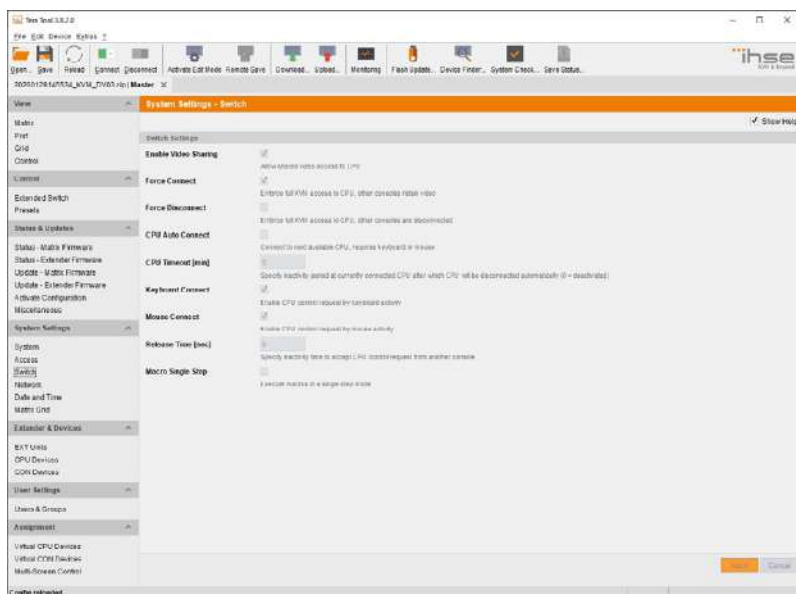 Tera Tool 3.8.2.0
File Edit Device Extras ?
Open... Save Reload Connect Disconnect Activate Edit Mode Remote Save Download... Upload... Monitoring Flash Update... Device Finder... System Check... Save Status...
ihse
Master
View
Matrix
Port
Grid
Control
Control
Extended Switch
Presets
Status & Updates
Status - Matrix Firmware
Status - Extender Firmware
Update - Matrix Firmware
Update - Extender Firmware
Activate Configuration
Miscellaneous
System Settings
System
Access
Switch
Network
Date and Time
Matrix Grid
Extender & Devices
EXT Units
CPU Devices
CON Devices
User Settings
Users & Groups
Assignment
Virtual CPU Devices
Virtual CON Devices
Multi-Screen Control
System Settings - Switch
Show Help
Switch Settings
Enable Video Sharing
Allow shared video access to CPU
Force Connect
Enforce full KVM access to CPU, other consoles retain video
Force Disconnect
Enforce full KVM access to CPU, other consoles are disconnected
CPU Auto Connect
Connect to next available CPU, requires keyboard or mouse
CPU Timeout [min]
0
Specify inactivity period at currently connected CPU after which CPU will be disconnected automatically (0 = deactivated)
Keyboard Connect
Enable CPU control request by keyboard activity
Mouse Connect
Enable CPU control request by mouse activity
Release Time [sec]
0
Specify inactivity time to accept CPU control request from another console
Macro Single Step
Execute macros in a single step mode
Cancel
Config reloaded